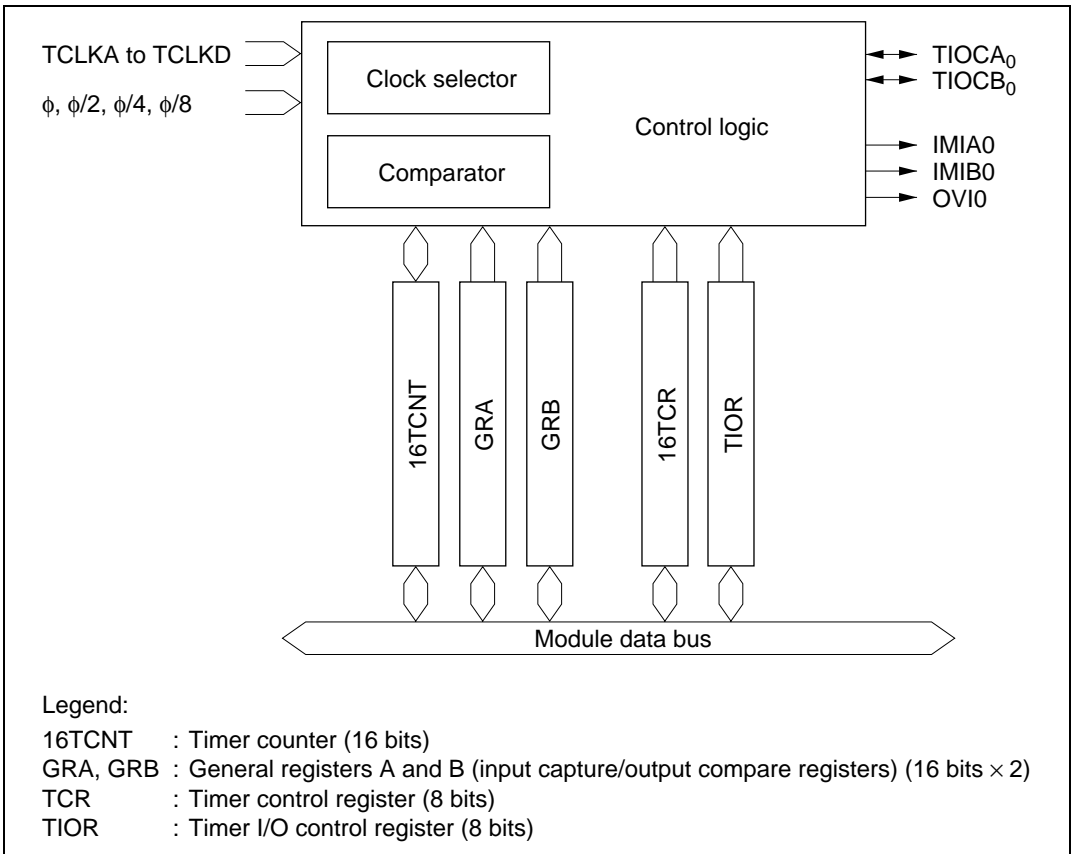 TCLKA to TCLKD
ϕ, ϕ/2, ϕ/4, ϕ/8
Clock selector
Comparator
Control logic
TIOCA₀
TIOCB₀
IMIA0
IMIB0
OVI0
16TCNT
GRA
GRB
16TCR
TIOR
Module data bus
Legend:
16TCNT : Timer counter (16 bits)
GRA, GRB : General registers A and B (input capture/output compare registers) (16 bits × 2)
TCR : Timer control register (8 bits)
TIOR : Timer I/O control register (8 bits)